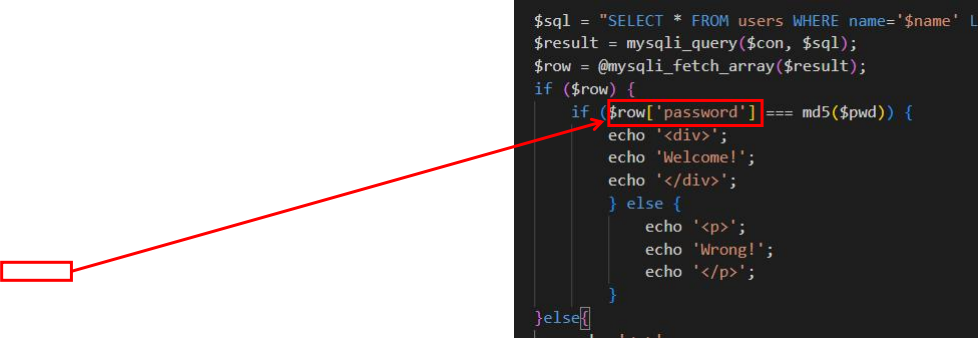 $sql = "SELECT * FROM users WHERE name='$name' L
$result = mysqli_query($con, $sql);
$row = @mysqli_fetch_array($result);
if ($row) {
if ($row['password'] === md5($pwd)) {
echo '<div>';
echo 'Welcome!';
echo '</div>';
} else {
echo '<p>';
echo 'Wrong!';
echo '</p>';
}
}else{